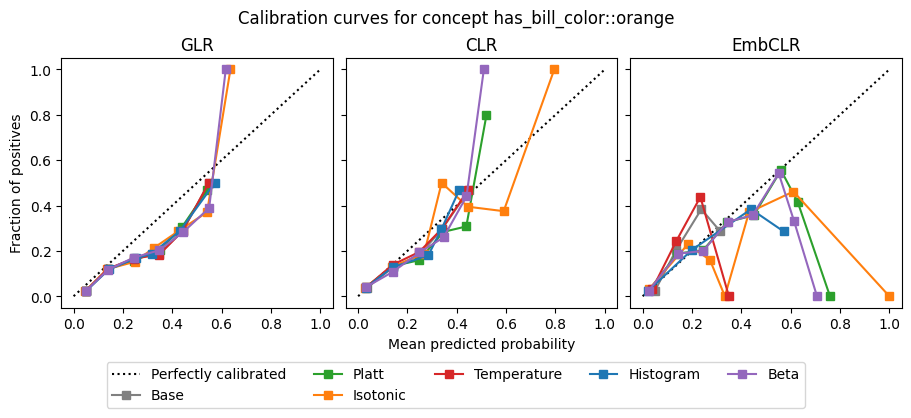 Calibration curves for concept has_bill_color::orange
GLR CLR EmbCLR
Fraction of positives
1.0
0.8
0.6
0.4
0.2
0.0
0.0 0.2 0.4 0.6 0.8 1.0 0.0 0.2 0.4 0.6 0.8 1.0 0.0 0.2 0.4 0.6 0.8 1.0
Mean predicted probability
Perfectly calibrated Platt Temperature Histogram Beta
Base Isotonic